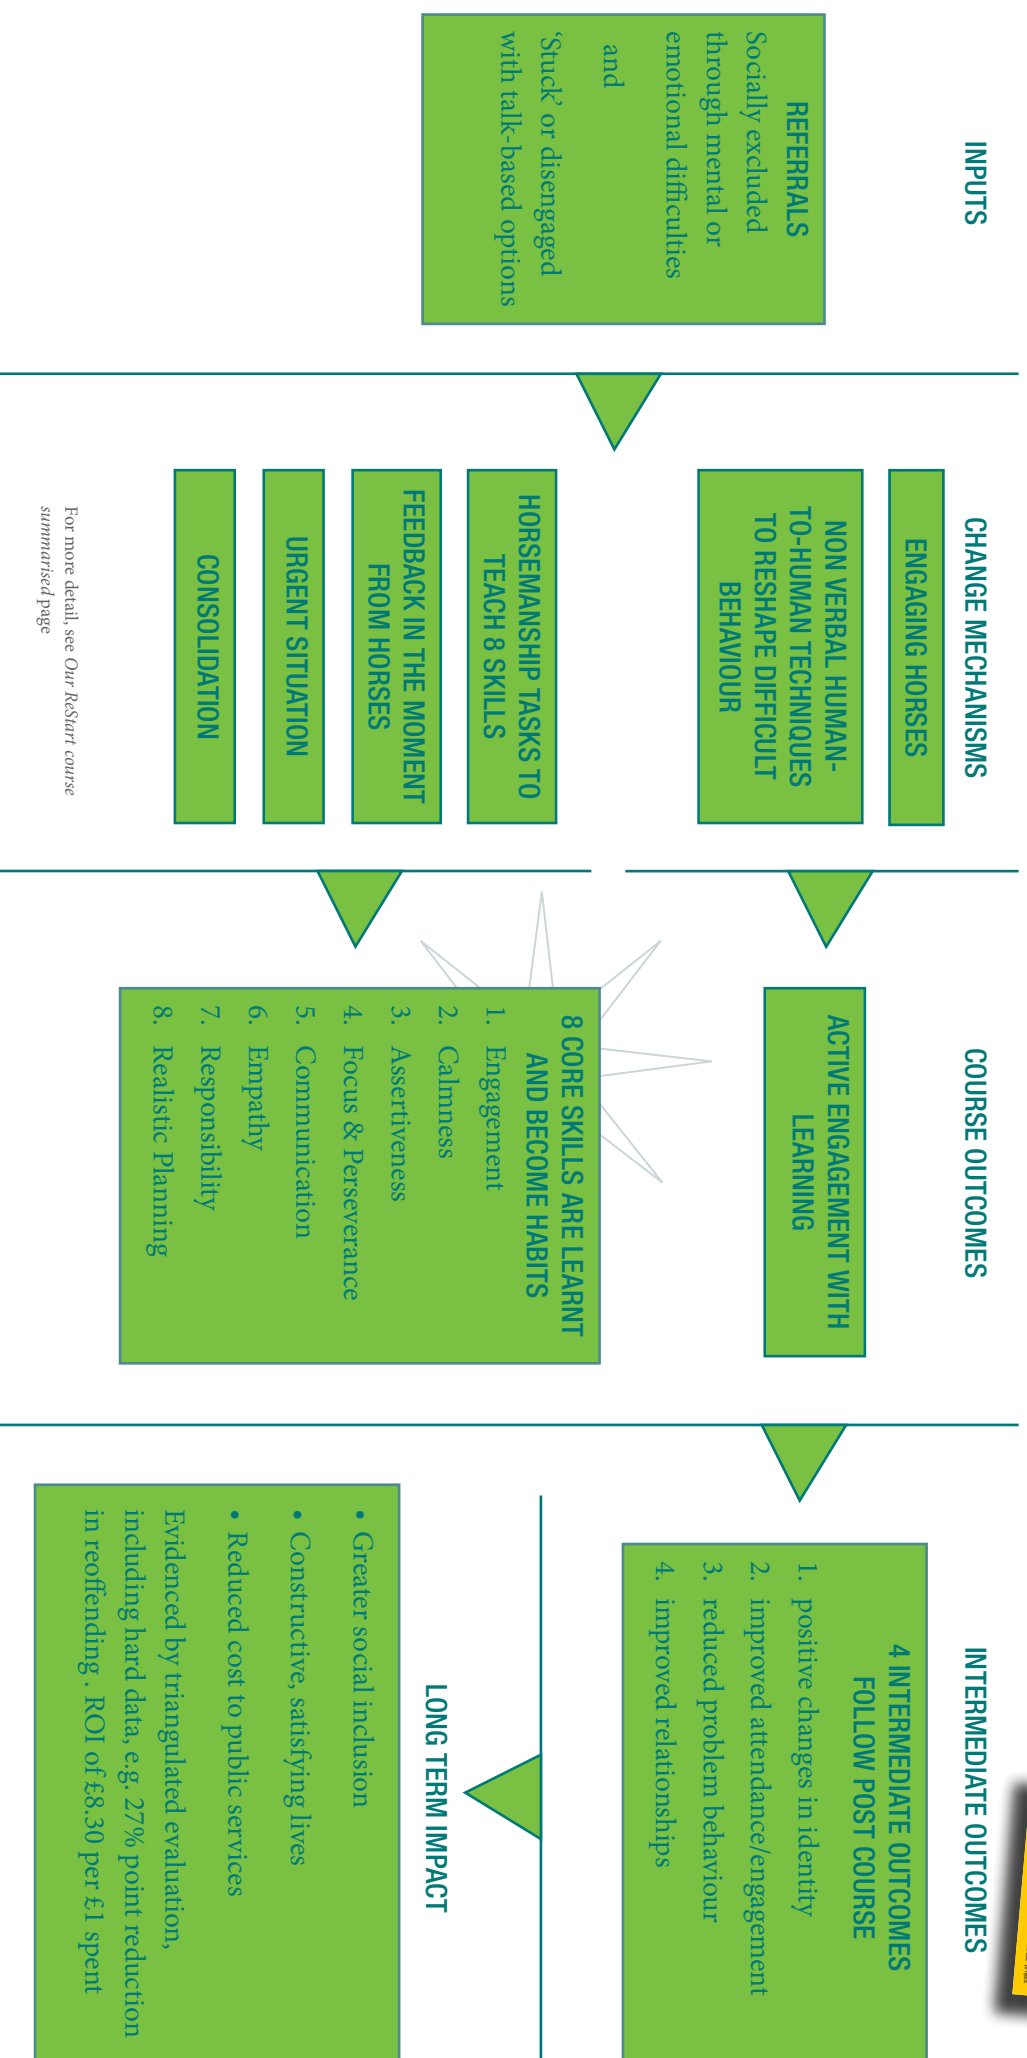 INPUTS
REFERRALS
Socially excluded
through mental or
emotional difficulties
and
‘Stuck’ or disengaged
with talk-based options
CHANGE MECHANISMS
ENGAGING HORSES
NON VERBAL HUMAN-
TO-HUMAN TECHNIQUES
TO RESHAPE DIFFICULT
BEHAVIOUR
HORSEMANSHIP TASKS TO
TEACH 8 SKILLS
FEEDBACK IN THE MOMENT
FROM HORSES
URGENT SITUATION
CONSOLIDATION
For more detail, see Our ReStart course
summarised page
COURSE OUTCOMES
ACTIVE ENGAGEMENT WITH
LEARNING
8 CORE SKILLS ARE LEARNT
AND BECOME HABITS
1. Engagement
2. Calmness
3. Assertiveness
4. Focus & Perseverance
5. Communication
6. Empathy
7. Responsibility
8. Realistic Planning
INTERMEDIATE OUTCOMES
4 INTERMEDIATE OUTCOMES
FOLLOW POST COURSE
1. positive changes in identity
2. improved attendance/engagement
3. reduced problem behaviour
4. improved relationships
LONG TERM IMPACT
• Greater social inclusion
• Constructive, satisfying lives
• Reduced cost to public services
Evidenced by triangulated evaluation,
including hard data, e.g. 27% point reduction
in reoffending . ROI of £8.30 per £1 spent